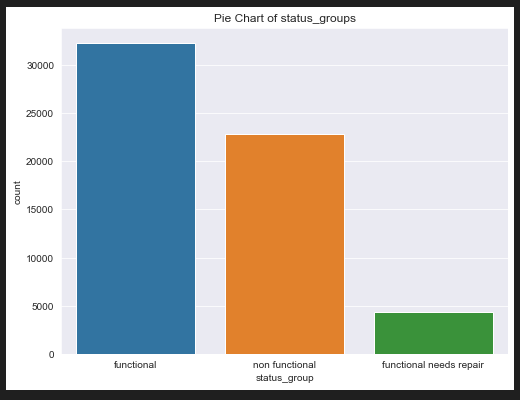 Pie Chart of status_groups
30000
25000
20000
15000
10000
5000
0
count
functional
non functional
functional needs repair
status_group